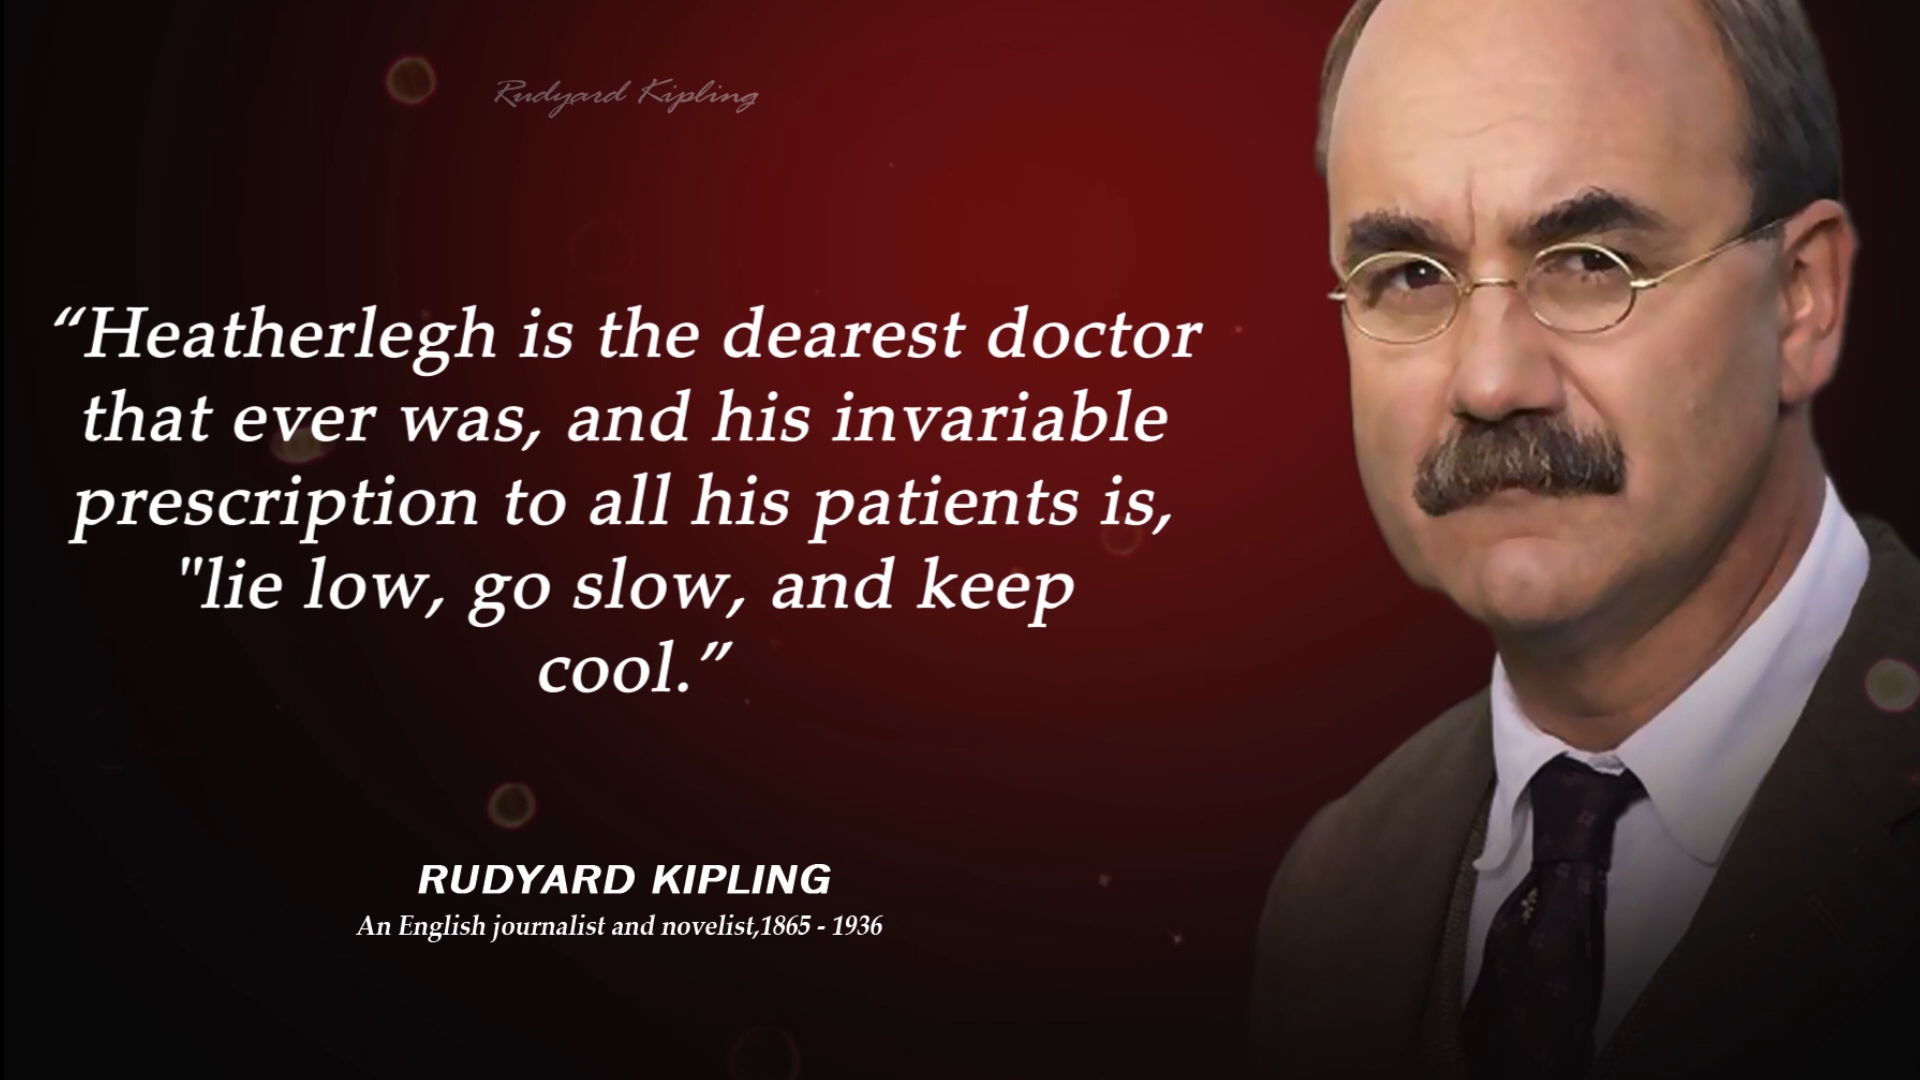 Rudyard Kipling
“Heatherlegh is the dearest doctor
that ever was, and his invariable
prescription to all his patients is,
"lie low, go slow, and keep
cool.”
RUDYARD KIPLING
An English journalist and novelist,1865 - 1936